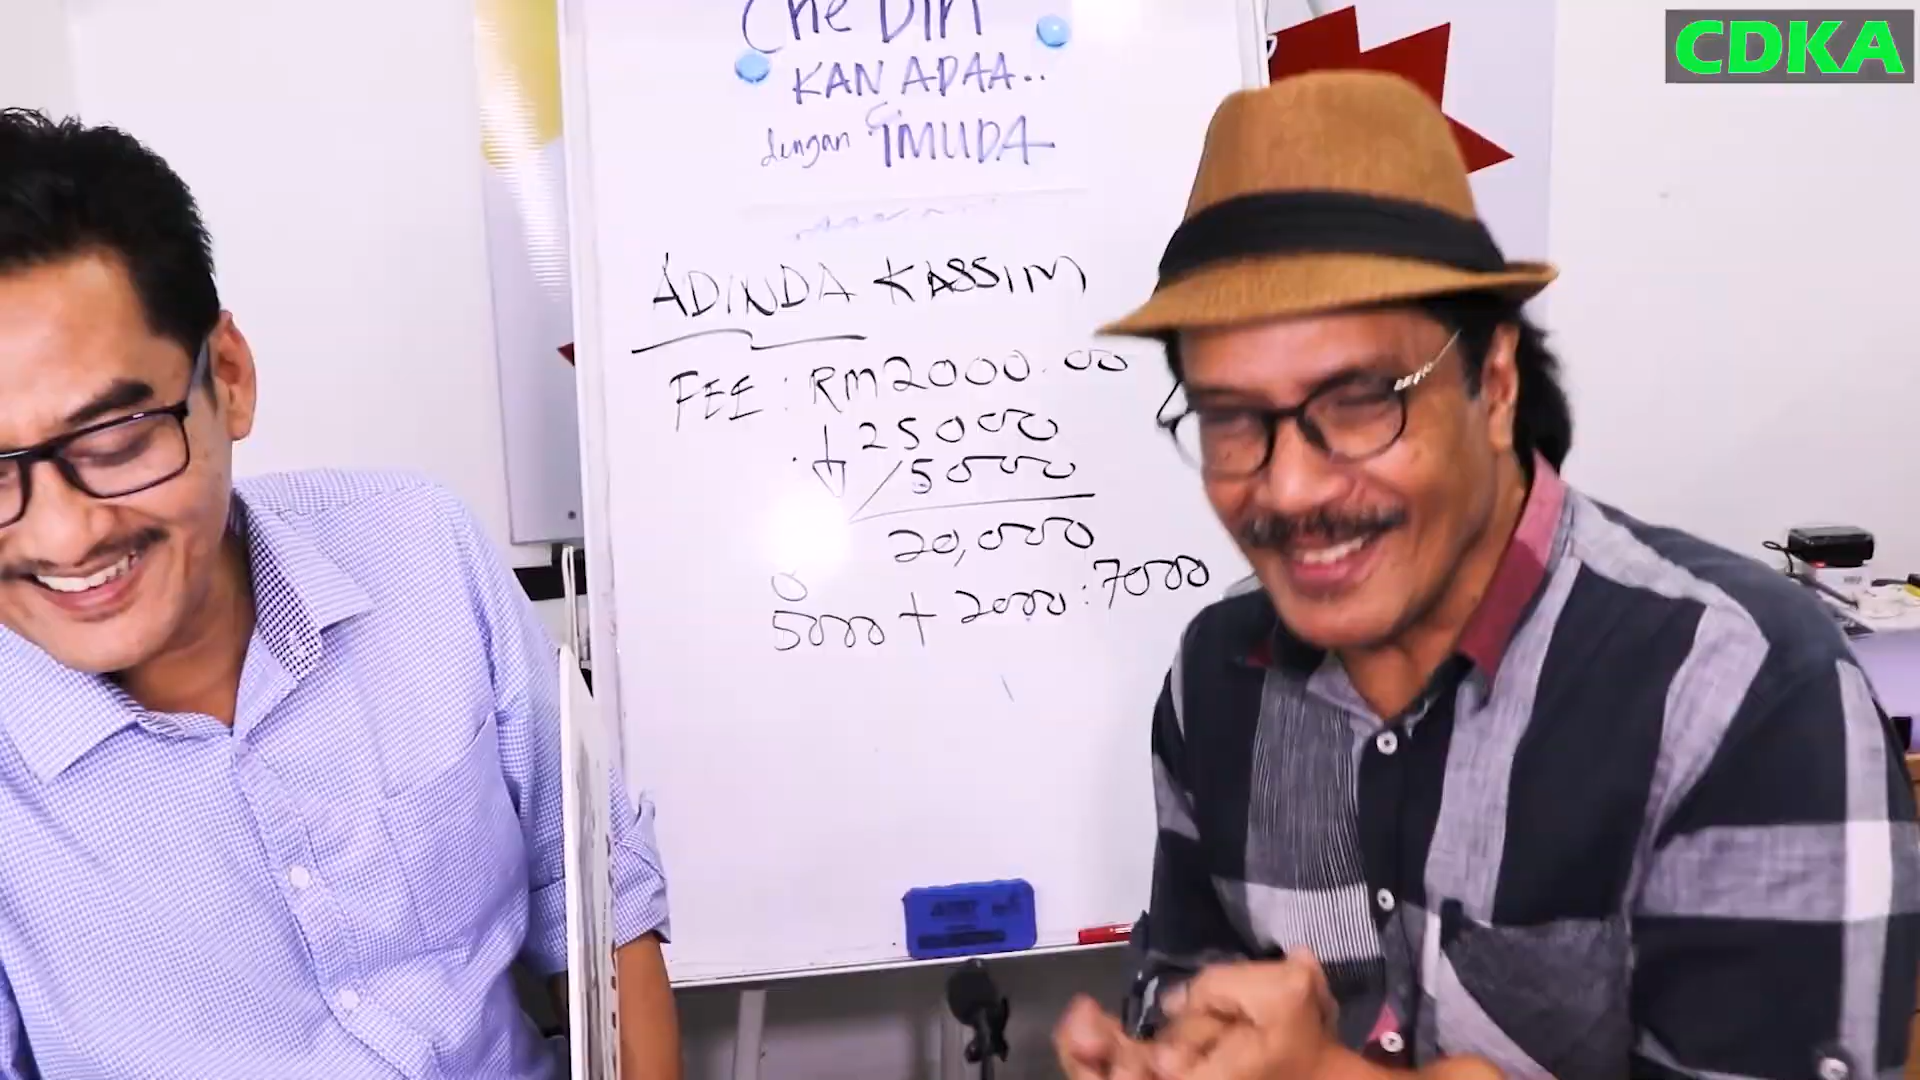 CDKA
Che Din
KAN ADAA..
dengan IMUDA
ADINDA KASSIM
FEE : RM2000.00
25000
5000
20,000
0
5000 + 2000 : 7000